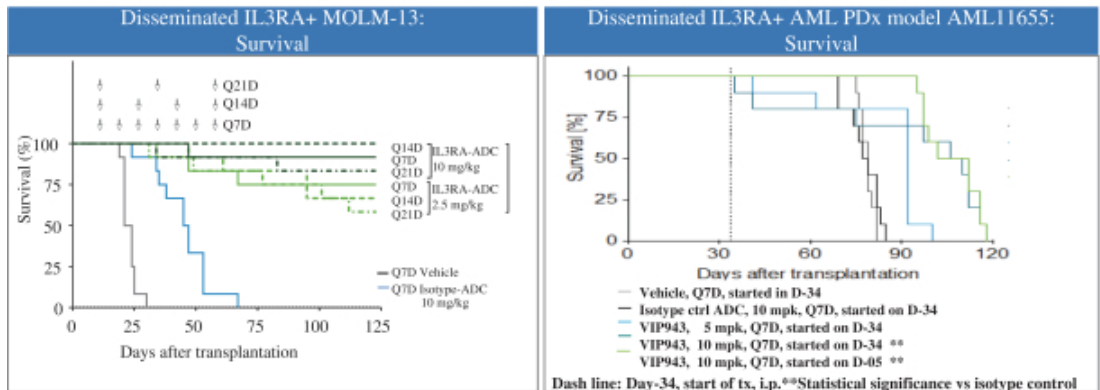 Disseminated IL3RA+ MOLM-13:
Survival
Q21D
Q14D
Q7D
Survival (%)
100
75
50
25
0
0 25 50 75 100 125
Days after transplantation
Q14D
Q7D
Q21D
IL3RA-ADC
10 mg/kg
Q7D
Q14D
Q21D
IL3RA-ADC
2.5 mg/kg
Q7D Vehicle
Q7D Isotype-ADC
10 mg/kg
Disseminated IL3RA+ AML PDx model AML11655:
Survival
Survival [%]
100
75
50
25
0
0 30 60 90 120
Days after transplantation
Vehicle, Q7D, started in D-34
Isotype ctrl ADC, 10 mpk, Q7D, started on D-34
VIP943, 5 mpk, Q7D, started on D-34
VIP943, 10 mpk, Q7D, started on D-34 **
VIP943, 10 mpk, Q7D, started on D-05 **
Dash line: Day-34, start of tx, i.p.**Statistical significance vs isotype control